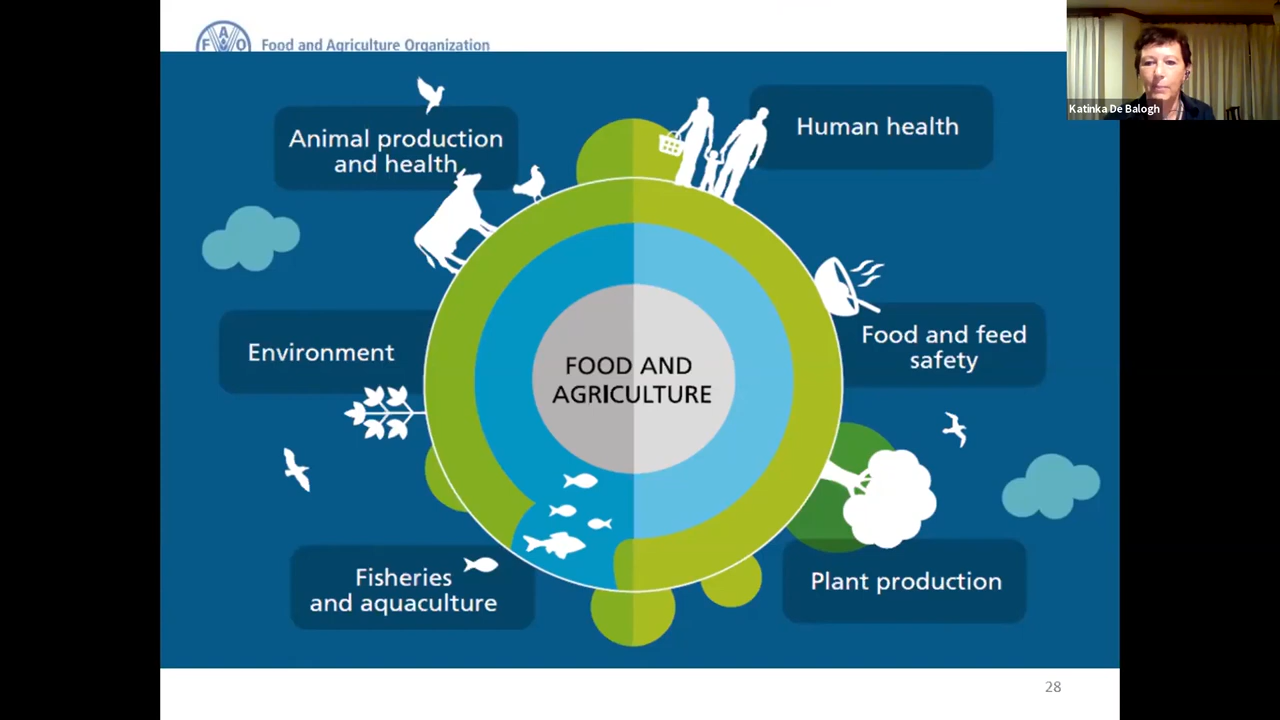 FAO
Food and Agriculture Organization
Katinka De Balogh
Animal production
and health
Human health
Environment
Food and feed
safety
FOOD AND
AGRICULTURE
Fisheries
and aquaculture
Plant production
28